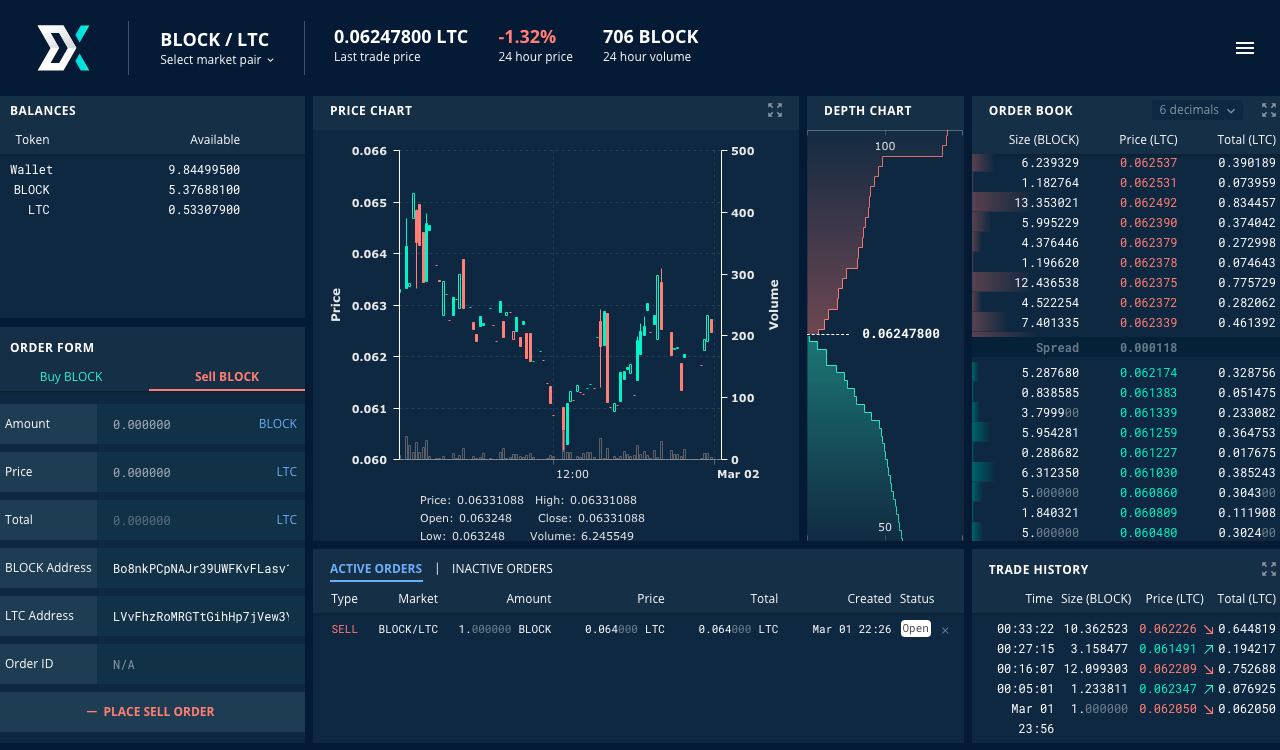 BLOCK / LTC
Select market pair
0.06247800 LTC
Last trade price
-1.32%
24 hour price
706 BLOCK
24 hour volume
BALANCES
Token Available
Wallet 9.84499500
BLOCK 5.37688100
LTC 0.53307900
ORDER FORM
Buy BLOCK Sell BLOCK
Amount 0.000000 BLOCK
Price 0.000000 LTC
Total 0.000000 LTC
BLOCK Address Bo8nkPCpNAJr39UWFKvFLasv
LTC Address LVvFhzRoMRGTtGihHp7jVew3
Order ID N/A
— PLACE SELL ORDER
PRICE CHART
0.066 500
0.065 400
0.064
0.063 300
0.062 200
0.061 100
0.060 0
Price
Volume
12:00 Mar 02
Price: 0.06331088 High: 0.06331088
Open: 0.063248 Close: 0.06331088
Low: 0.063248 Volume: 6.245549
DEPTH CHART
100
0.06247800
50
ORDER BOOK 6 decimals
Size (BLOCK) Price (LTC) Total (LTC)
6.239329 0.062537 0.390189
1.182764 0.062531 0.073959
13.353021 0.062492 0.834457
5.995229 0.062390 0.374042
4.376446 0.062379 0.272998
1.196620 0.062378 0.074643
12.436538 0.062375 0.775729
4.522254 0.062372 0.282062
7.401335 0.062339 0.461392
Spread 0.000118
5.287680 0.062174 0.328756
0.838585 0.061383 0.051475
3.799900 0.061339 0.233082
5.954281 0.061259 0.364753
0.288682 0.061227 0.017675
6.312350 0.061030 0.385243
5.000000 0.060860 0.304300
1.840321 0.060809 0.111908
5.000000 0.060480 0.302400
ACTIVE ORDERS | INACTIVE ORDERS
Type Market Amount Price Total Created Status
SELL BLOCK/LTC 1.000000 BLOCK 0.064000 LTC 0.064000 LTC Mar 01 22:26 Open ×
TRADE HISTORY
Time Size (BLOCK) Price (LTC) Total (LTC)
00:33:22 10.362523 0.062226 ↘ 0.644819
00:27:15 3.158477 0.061491 ↗ 0.194217
00:16:07 12.099303 0.062209 ↘ 0.752688
00:05:01 1.233811 0.062347 ↗ 0.076925
Mar 01 1.000000 0.062050 ↘ 0.062050
23:56